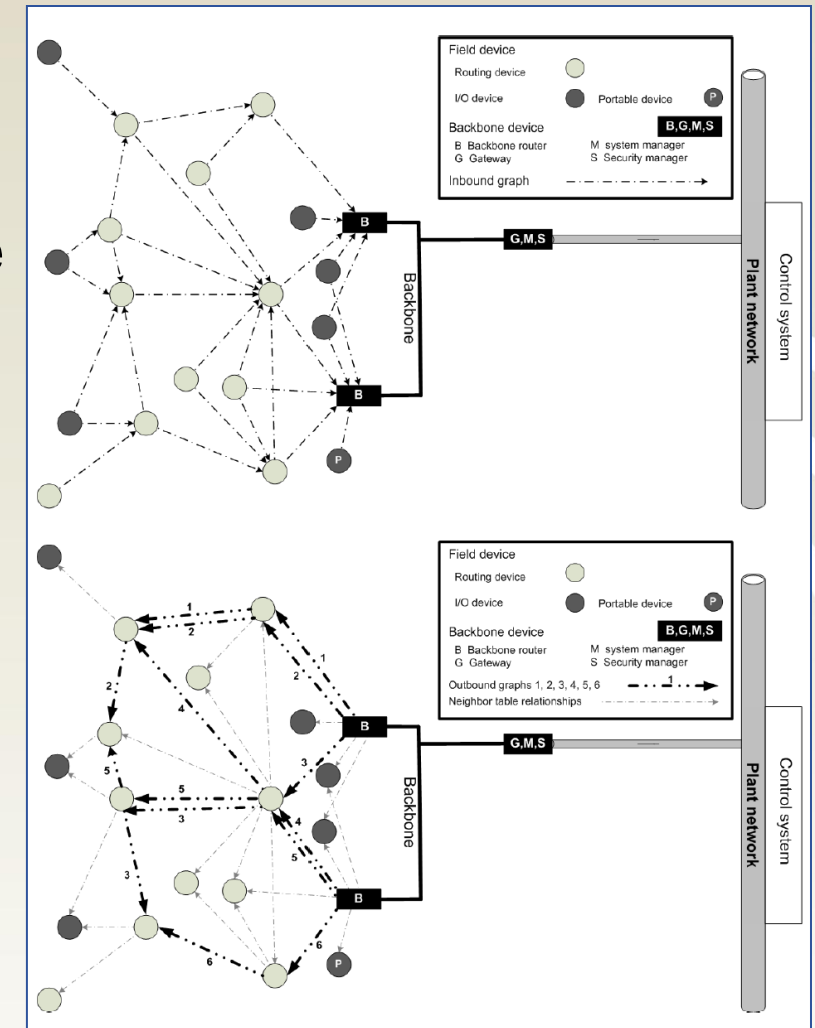 e
Field device
Routing device
I/O device Portable device P
Backbone device B,G,M,S
B Backbone router M system manager
G Gateway S Security manager
Inbound graph
B
G,M,S
Backbone
B
P
Plant network
Control system
Field device
Routing device
I/O device Portable device P
Backbone device B,G,M,S
B Backbone router M system manager
G Gateway S Security manager
Outbound graphs 1, 2, 3, 4, 5, 6 1
Neighbor table relationships
1
2
1
2
2
4
B
G,M,S
3
5
5
3
4
5
Backbone
3
B
6
6
P
Plant network
Control system